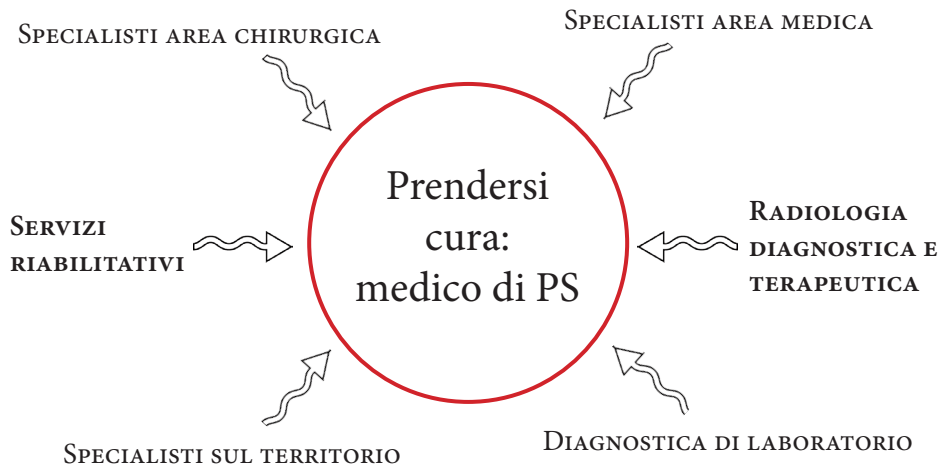 Specialisti area chirurgica
Specialisti area medica
Prendersi
cura:
medico di PS
Servizi
riabilitativi
Radiologia
diagnostica e
terapeutica
Specialisti sul territorio
Diagnostica di laboratorio